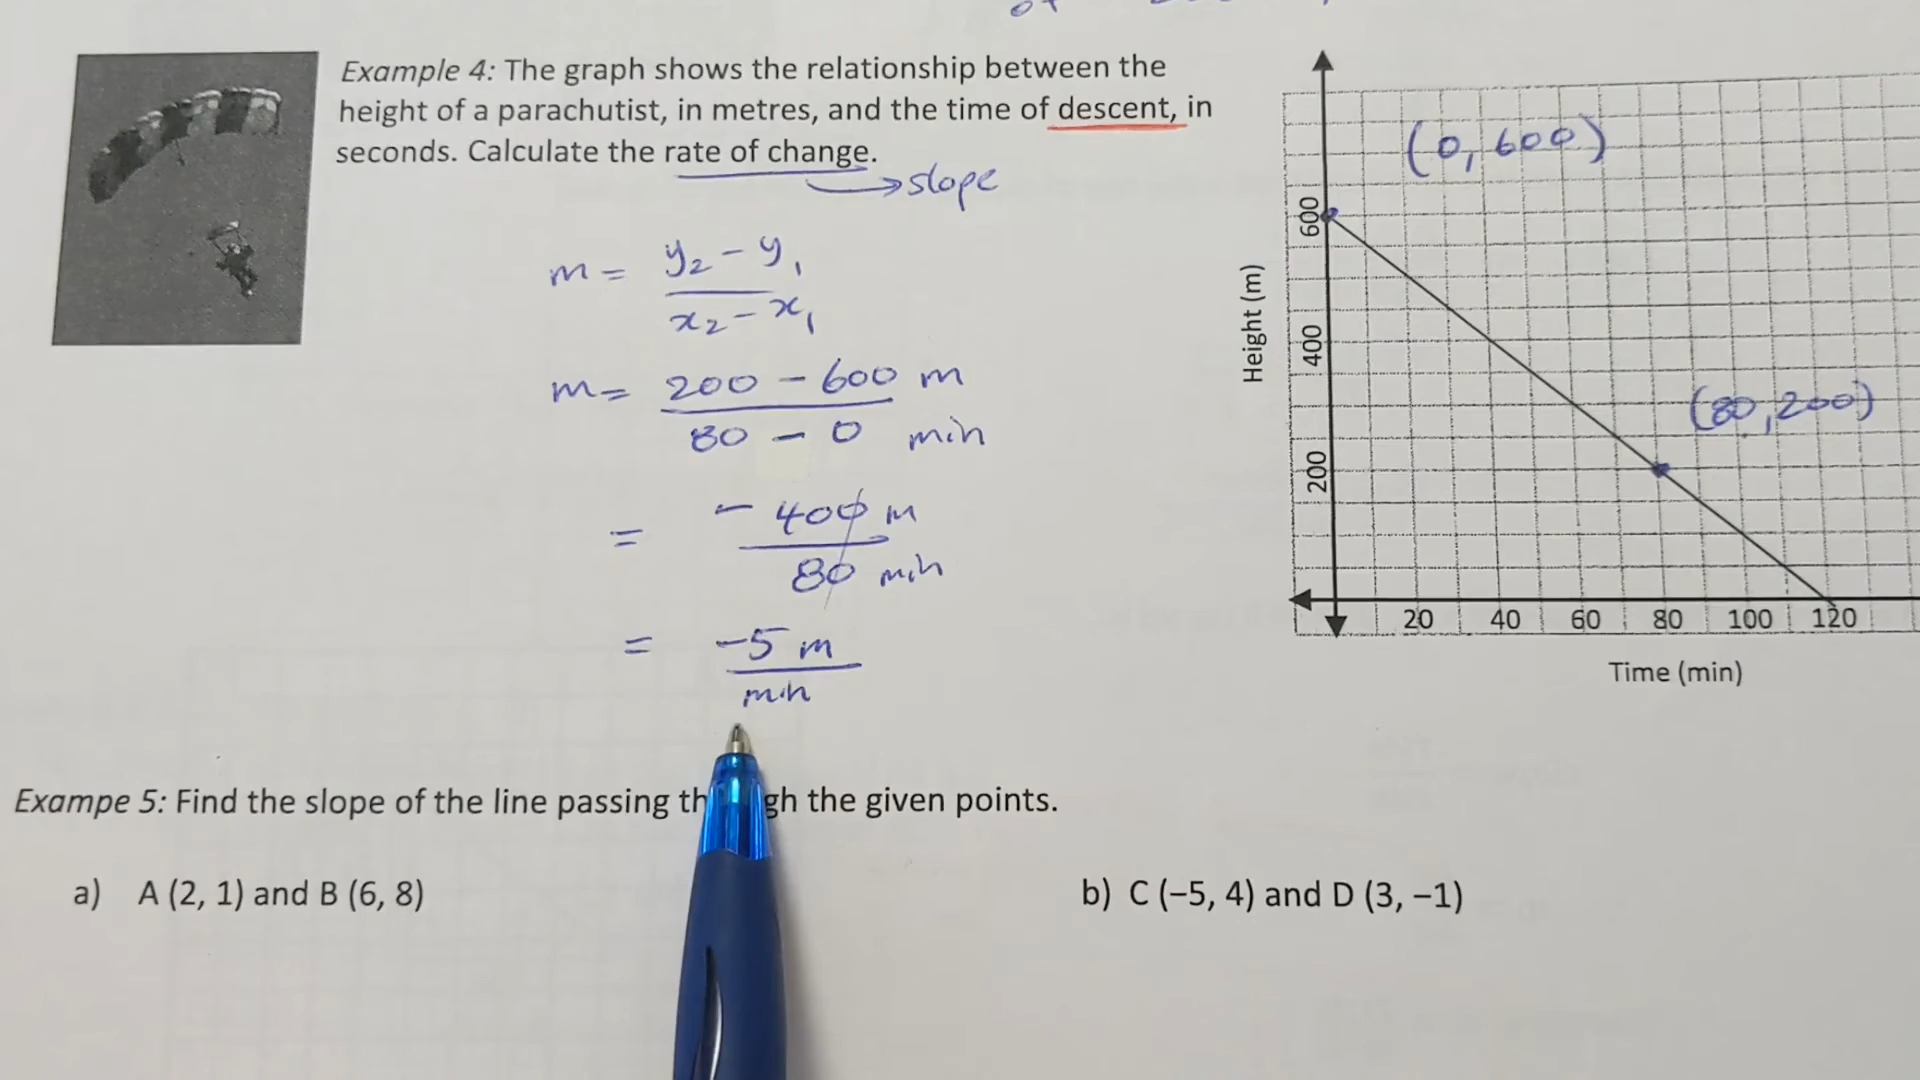 Example 4: The graph shows the relationship between the
height of a parachutist, in metres, and the time of descent, in
seconds. Calculate the rate of change.
→ slope
m = y₂ - y₁
x₂ - x₁
m = 200 - 600 m
80 - 0 min
= - 400 m
80 min
= -5 m
min
(0, 600)
(80, 200)
Height (m)
600
400
200
20 40 60 80 100 120
Time (min)
Exampe 5: Find the slope of the line passing the given points.
a) A (2, 1) and B (6, 8)
b) C (−5, 4) and D (3, −1)